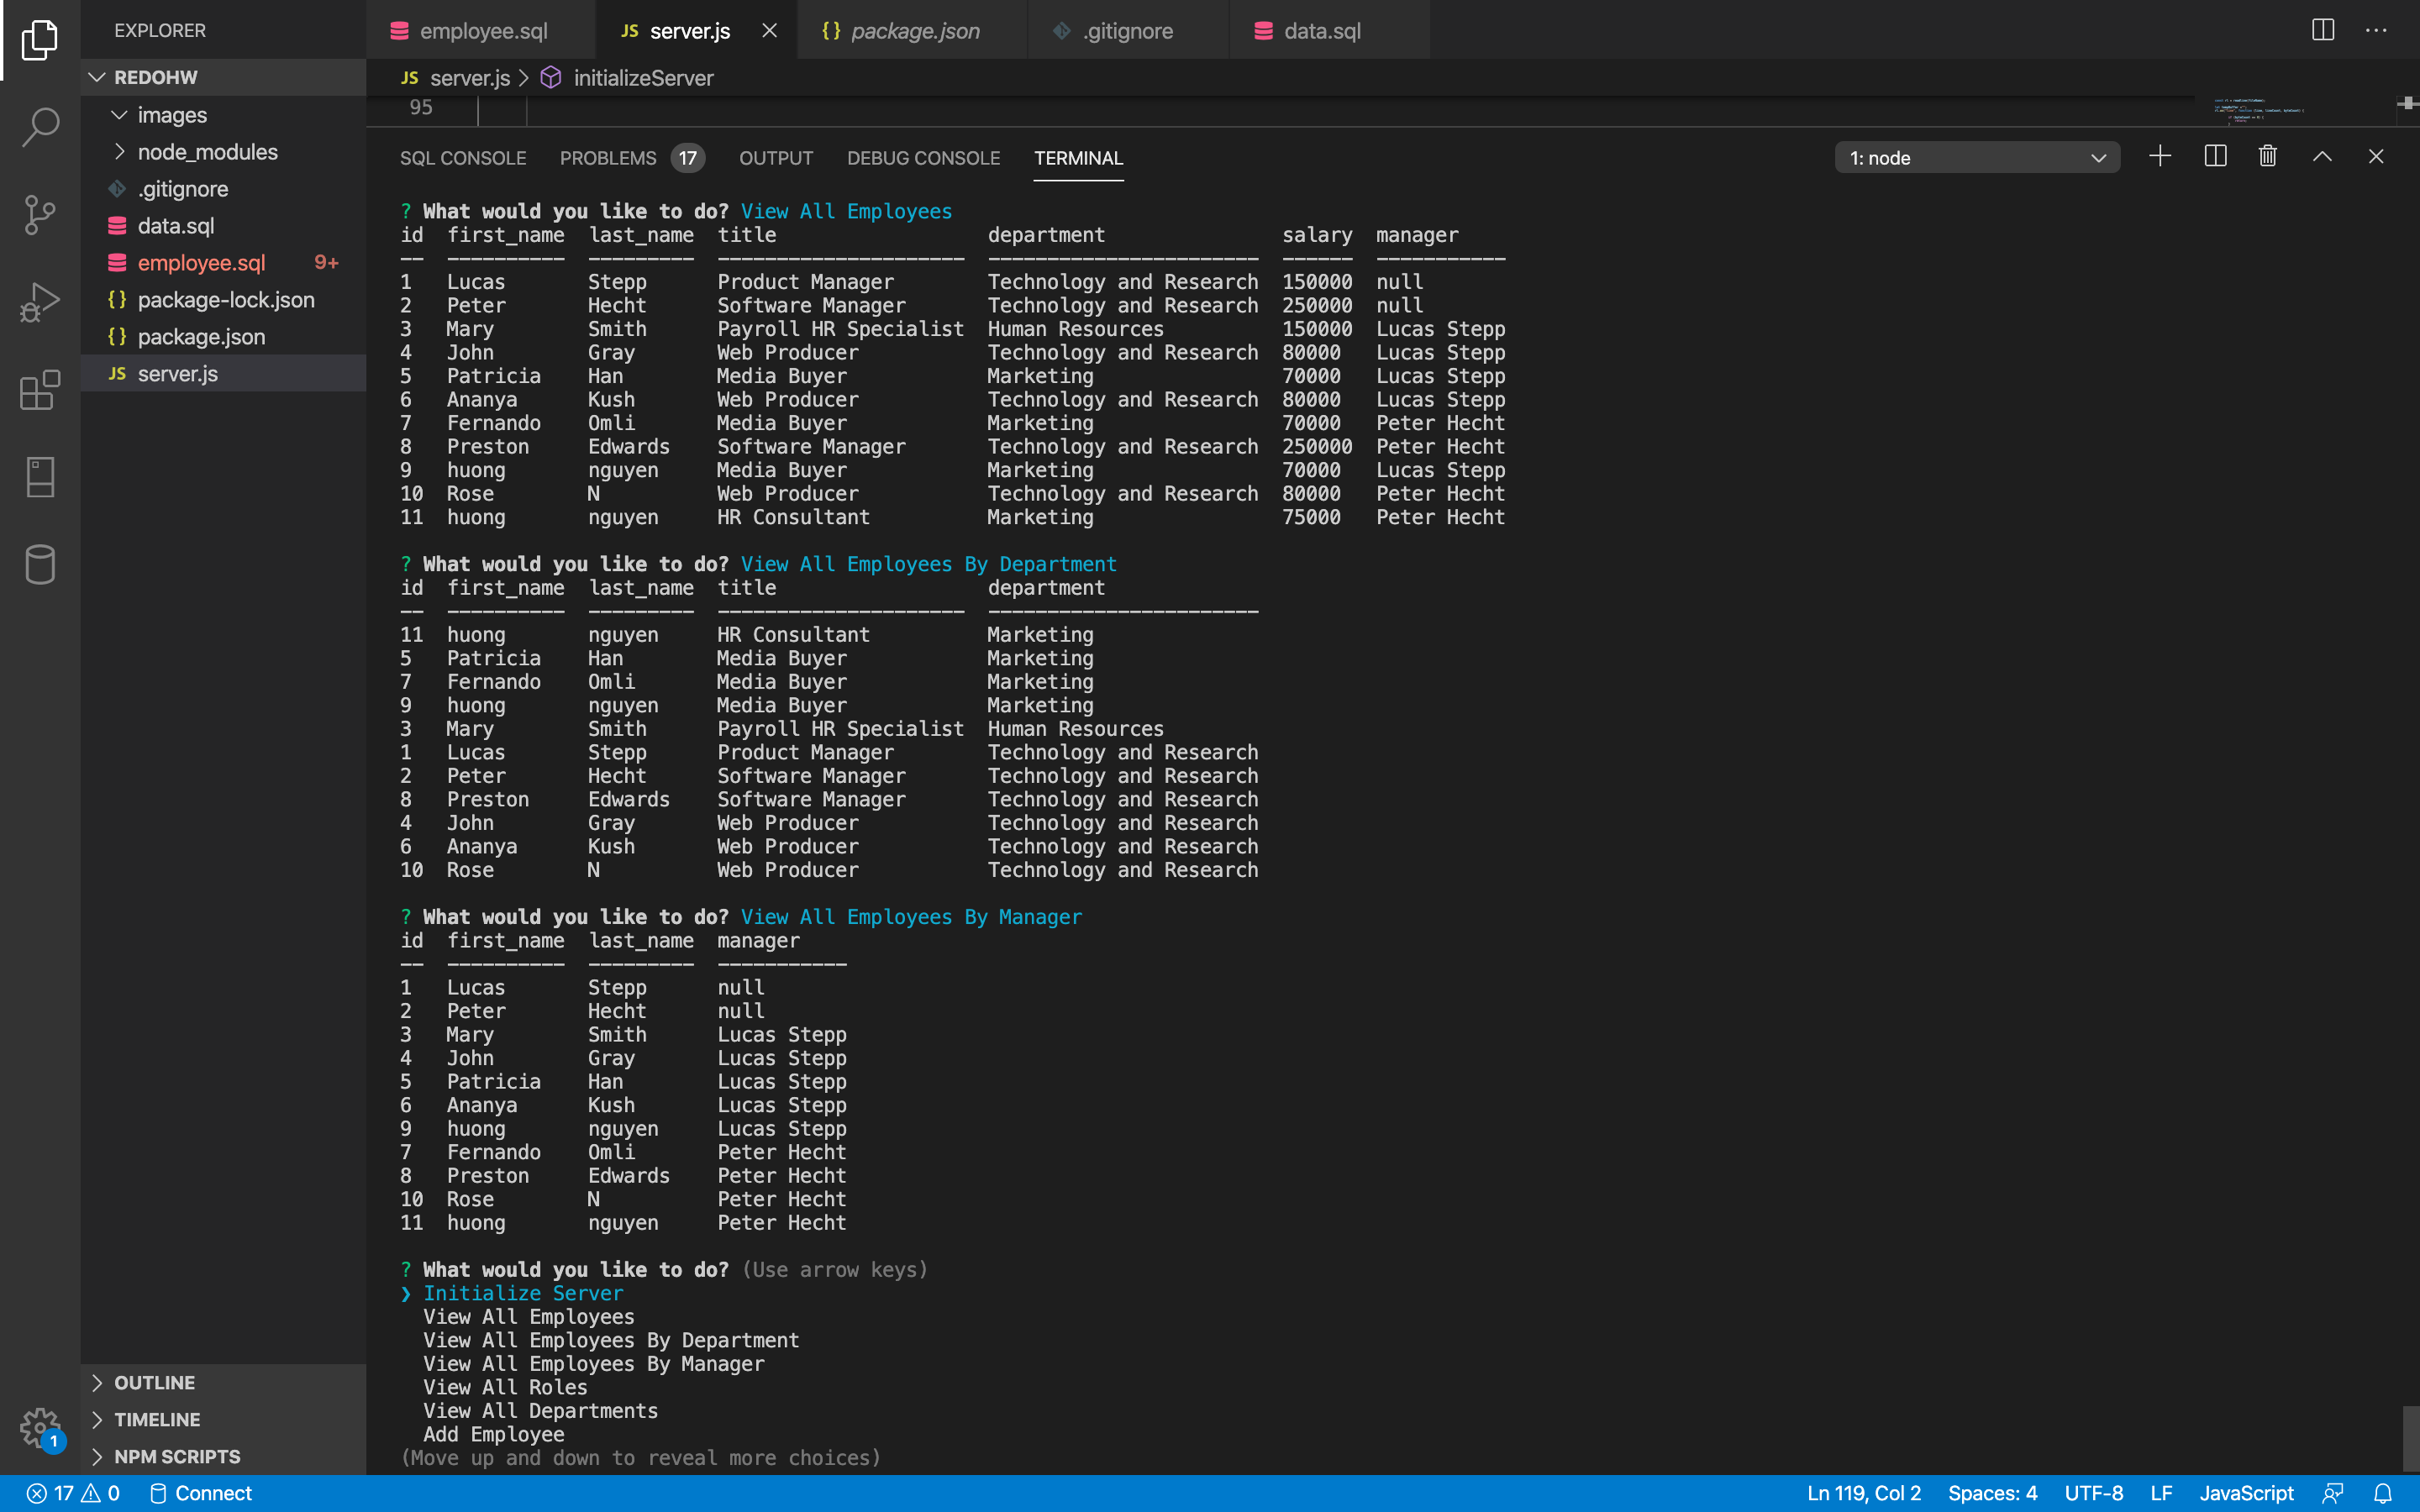 EXPLORER
REDOHW
images
node_modules
.gitignore
data.sql
employee.sql 9+
package-lock.json
package.json
JS server.js
OUTLINE
TIMELINE
NPM SCRIPTS
1
employee.sql JS server.js {} package.json .gitignore data.sql
JS server.js > initializeServer
95
SQL CONSOLE PROBLEMS 17 OUTPUT DEBUG CONSOLE TERMINAL 1: node
? What would you like to do? View All Employees
id first_name last_name title department salary manager
-- ---------- --------- --------------------- ----------------------- ------ -----------
1 Lucas Stepp Product Manager Technology and Research 150000 null
2 Peter Hecht Software Manager Technology and Research 250000 null
3 Mary Smith Payroll HR Specialist Human Resources 150000 Lucas Stepp
4 John Gray Web Producer Technology and Research 80000 Lucas Stepp
5 Patricia Han Media Buyer Marketing 70000 Lucas Stepp
6 Ananya Kush Web Producer Technology and Research 80000 Lucas Stepp
7 Fernando Omli Media Buyer Marketing 70000 Peter Hecht
8 Preston Edwards Software Manager Technology and Research 250000 Peter Hecht
9 huong nguyen Media Buyer Marketing 70000 Lucas Stepp
10 Rose N Web Producer Technology and Research 80000 Peter Hecht
11 huong nguyen HR Consultant Marketing 75000 Peter Hecht
? What would you like to do? View All Employees By Department
id first_name last_name title department
-- ---------- --------- --------------------- -----------------------
11 huong nguyen HR Consultant Marketing
5 Patricia Han Media Buyer Marketing
7 Fernando Omli Media Buyer Marketing
9 huong nguyen Media Buyer Marketing
3 Mary Smith Payroll HR Specialist Human Resources
1 Lucas Stepp Product Manager Technology and Research
2 Peter Hecht Software Manager Technology and Research
8 Preston Edwards Software Manager Technology and Research
4 John Gray Web Producer Technology and Research
6 Ananya Kush Web Producer Technology and Research
10 Rose N Web Producer Technology and Research
? What would you like to do? View All Employees By Manager
id first_name last_name manager
-- ---------- --------- -----------
1 Lucas Stepp null
2 Peter Hecht null
3 Mary Smith Lucas Stepp
4 John Gray Lucas Stepp
5 Patricia Han Lucas Stepp
6 Ananya Kush Lucas Stepp
9 huong nguyen Lucas Stepp
7 Fernando Omli Peter Hecht
8 Preston Edwards Peter Hecht
10 Rose N Peter Hecht
11 huong nguyen Peter Hecht
? What would you like to do? (Use arrow keys)
❯ Initialize Server
View All Employees
View All Employees By Department
View All Employees By Manager
View All Roles
View All Departments
Add Employee
(Move up and down to reveal more choices)
17 0 Connect Ln 119, Col 2 Spaces: 4 UTF-8 LF JavaScript